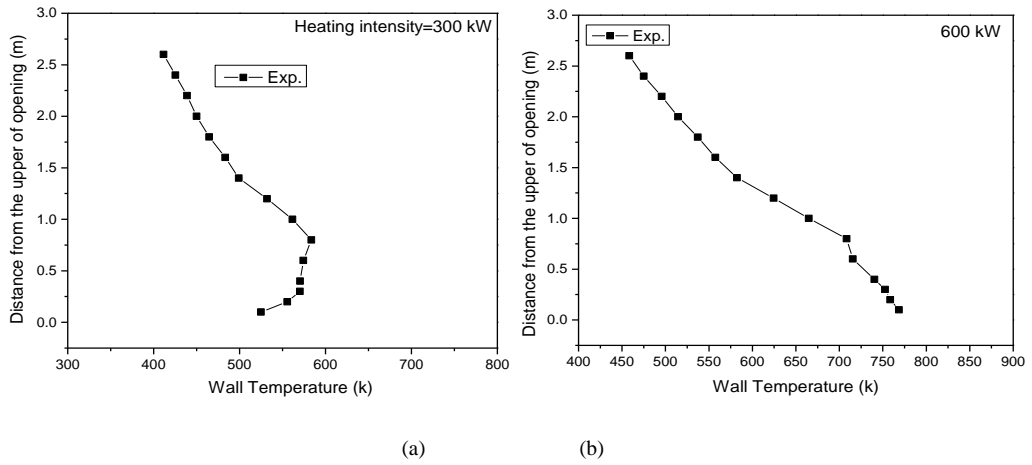 Heating intensity=300 kW
Exp.
Distance from the upper of opening (m)
2.5
2.0
1.5
1.0
0.5
0.0
300 400 500 600 700 800
Wall Temperature (k)
(a)
600 kW
Exp.
Distance from the upper of opening (m)
3.0
2.5
2.0
1.5
1.0
0.5
0.0
400 450 500 550 600 650 700 750 800 850 900
Wall Temperature (k)
(b)